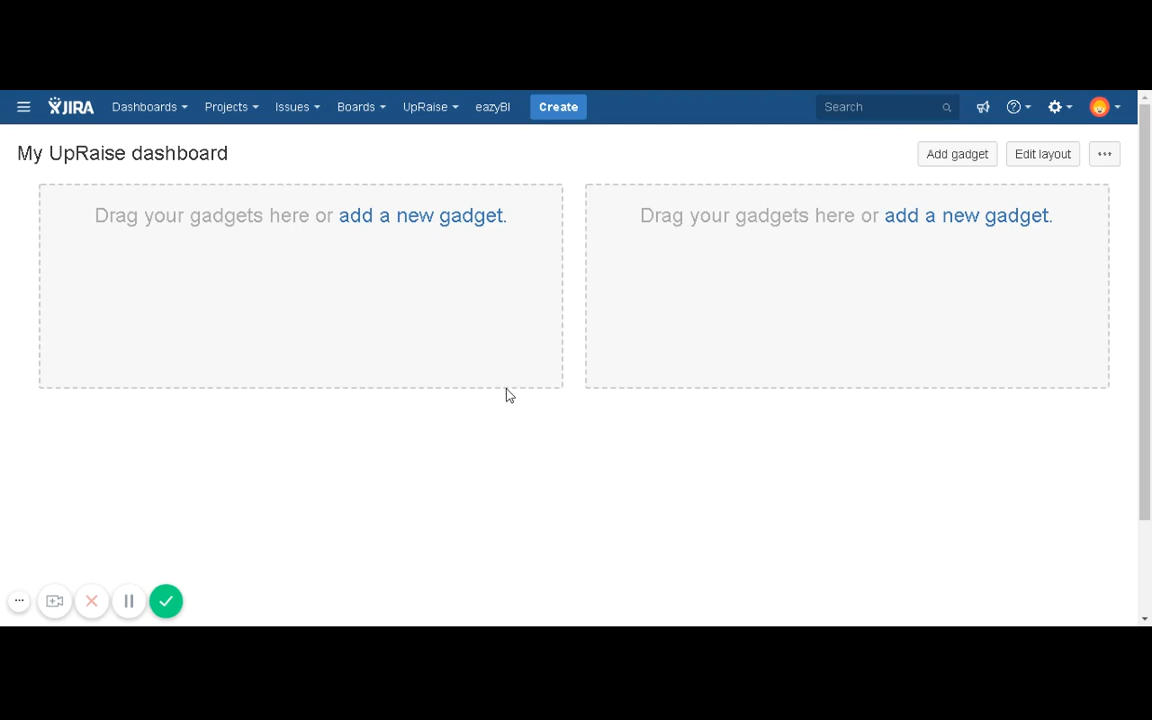 JIRA Dashboards Projects Issues Boards UpRaise eazyBI Create Search
My UpRaise dashboard Add gadget Edit layout
Drag your gadgets here or add a new gadget. Drag your gadgets here or add a new gadget.